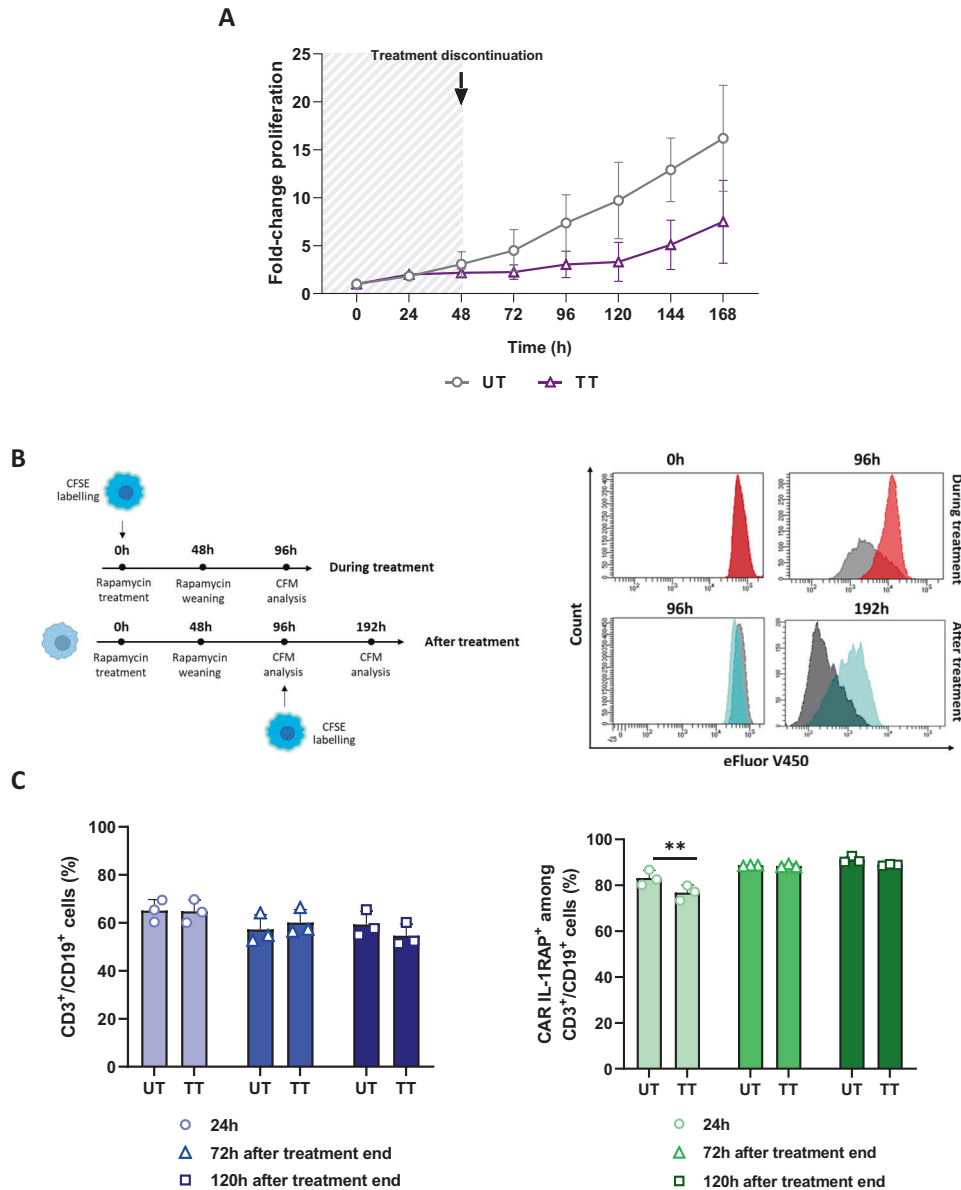 A
Treatment discontinuation
Fold-change proliferation
25
20
15
10
5
0
0 24 48 72 96 120 144 168
Time (h)
UT TT
B
CFSE
labelling
0h 48h 96h
During treatment
Rapamycin
treatment
Rapamycin
weaning
CFM
analysis
0h 48h 96h 192h
After treatment
Rapamycin
treatment
Rapamycin
weaning
CFM
analysis
CFM
analysis
CFSE
labelling
0h 96h
During treatment
96h 192h
After treatment
Count
eFluor V450
C
CD3+/CD19+ cells (%)
100
80
60
40
20
0
UT TT UT TT UT TT
24h
72h after treatment end
120h after treatment end
CAR IL-1RAP+ among
CD3+/CD19+ cells (%)
100
80
60
40
20
0
**
UT TT UT TT UT TT
24h
72h after treatment end
120h after treatment end